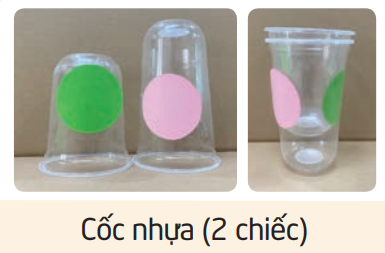 Cốc nhựa (2 chiếc)